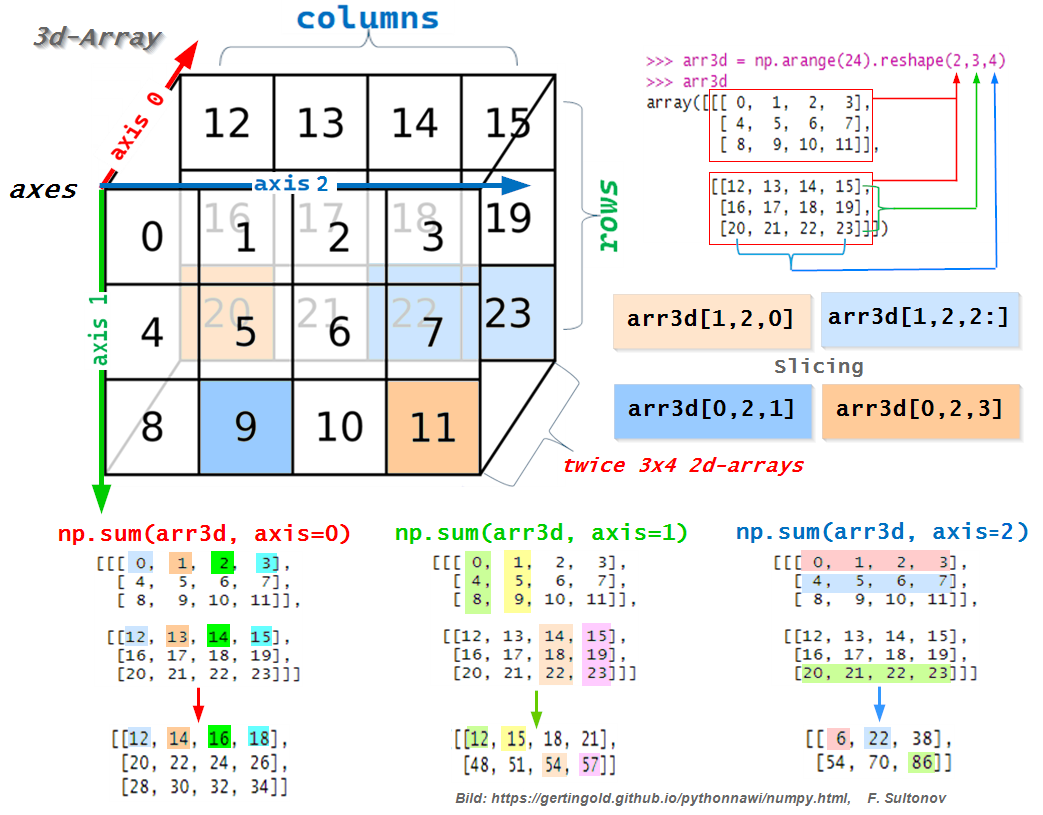 columns
3d-Array
>>> arr3d = np.arange(24).reshape(2,3,4)
>>> arr3d
array([[[ 0, 1, 2, 3],
[ 4, 5, 6, 7],
[ 8, 9, 10, 11]],
[[12, 13, 14, 15],
[16, 17, 18, 19],
[20, 21, 22, 23]]])
axis 0
12 13 14 15
axes
axis 2
rows
16 17 18 19
0 1 2 3
20 21 22 23
axis 1
4 5 6 7
8 9 10 11
arr3d[1,2,0]
arr3d[1,2,2:]
Slicing
arr3d[0,2,1]
arr3d[0,2,3]
twice 3x4 2d-arrays
np.sum(arr3d, axis=0)
[[[ 0, 1, 2, 3],
[ 4, 5, 6, 7],
[ 8, 9, 10, 11]],
[[12, 13, 14, 15],
[16, 17, 18, 19],
[20, 21, 22, 23]]]
[[12, 14, 16, 18],
[20, 22, 24, 26],
[28, 30, 32, 34]]
np.sum(arr3d, axis=1)
[[[ 0, 1, 2, 3],
[ 4, 5, 6, 7],
[ 8, 9, 10, 11]],
[[12, 13, 14, 15],
[16, 17, 18, 19],
[20, 21, 22, 23]]]
[[12, 15, 18, 21],
[48, 51, 54, 57]]
np.sum(arr3d, axis=2)
[[[ 0, 1, 2, 3],
[ 4, 5, 6, 7],
[ 8, 9, 10, 11]],
[[12, 13, 14, 15],
[16, 17, 18, 19],
[20, 21, 22, 23]]]
[[ 6, 22, 38],
[54, 70, 86]]
Bild: https://gertingold.github.io/pythonnawi/numpy.html, F. Sultonov